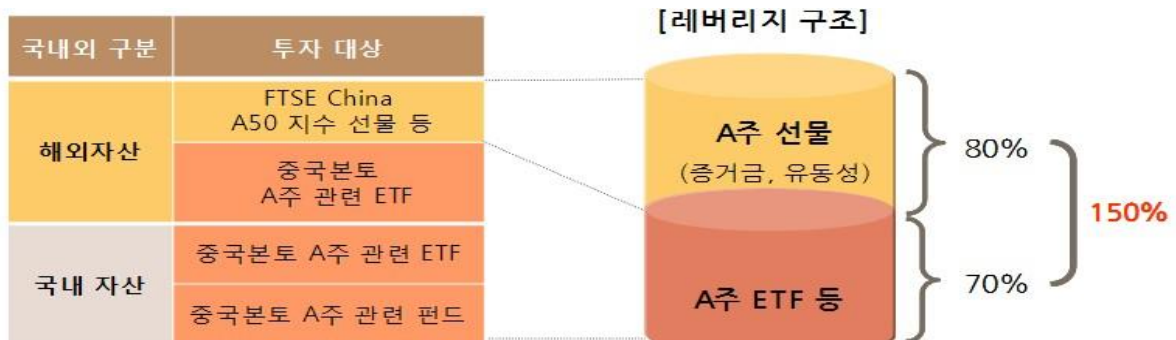 [레버리지 구조]
국내외 구분
투자 대상
해외자산
FTSE China
A50 지수 선물 등
중국본토
A주 관련 ETF
국내 자산
중국본토 A주 관련 ETF
중국본토 A주 관련 펀드
A주 선물
(증거금, 유동성)
80%
A주 ETF 등
70%
150%